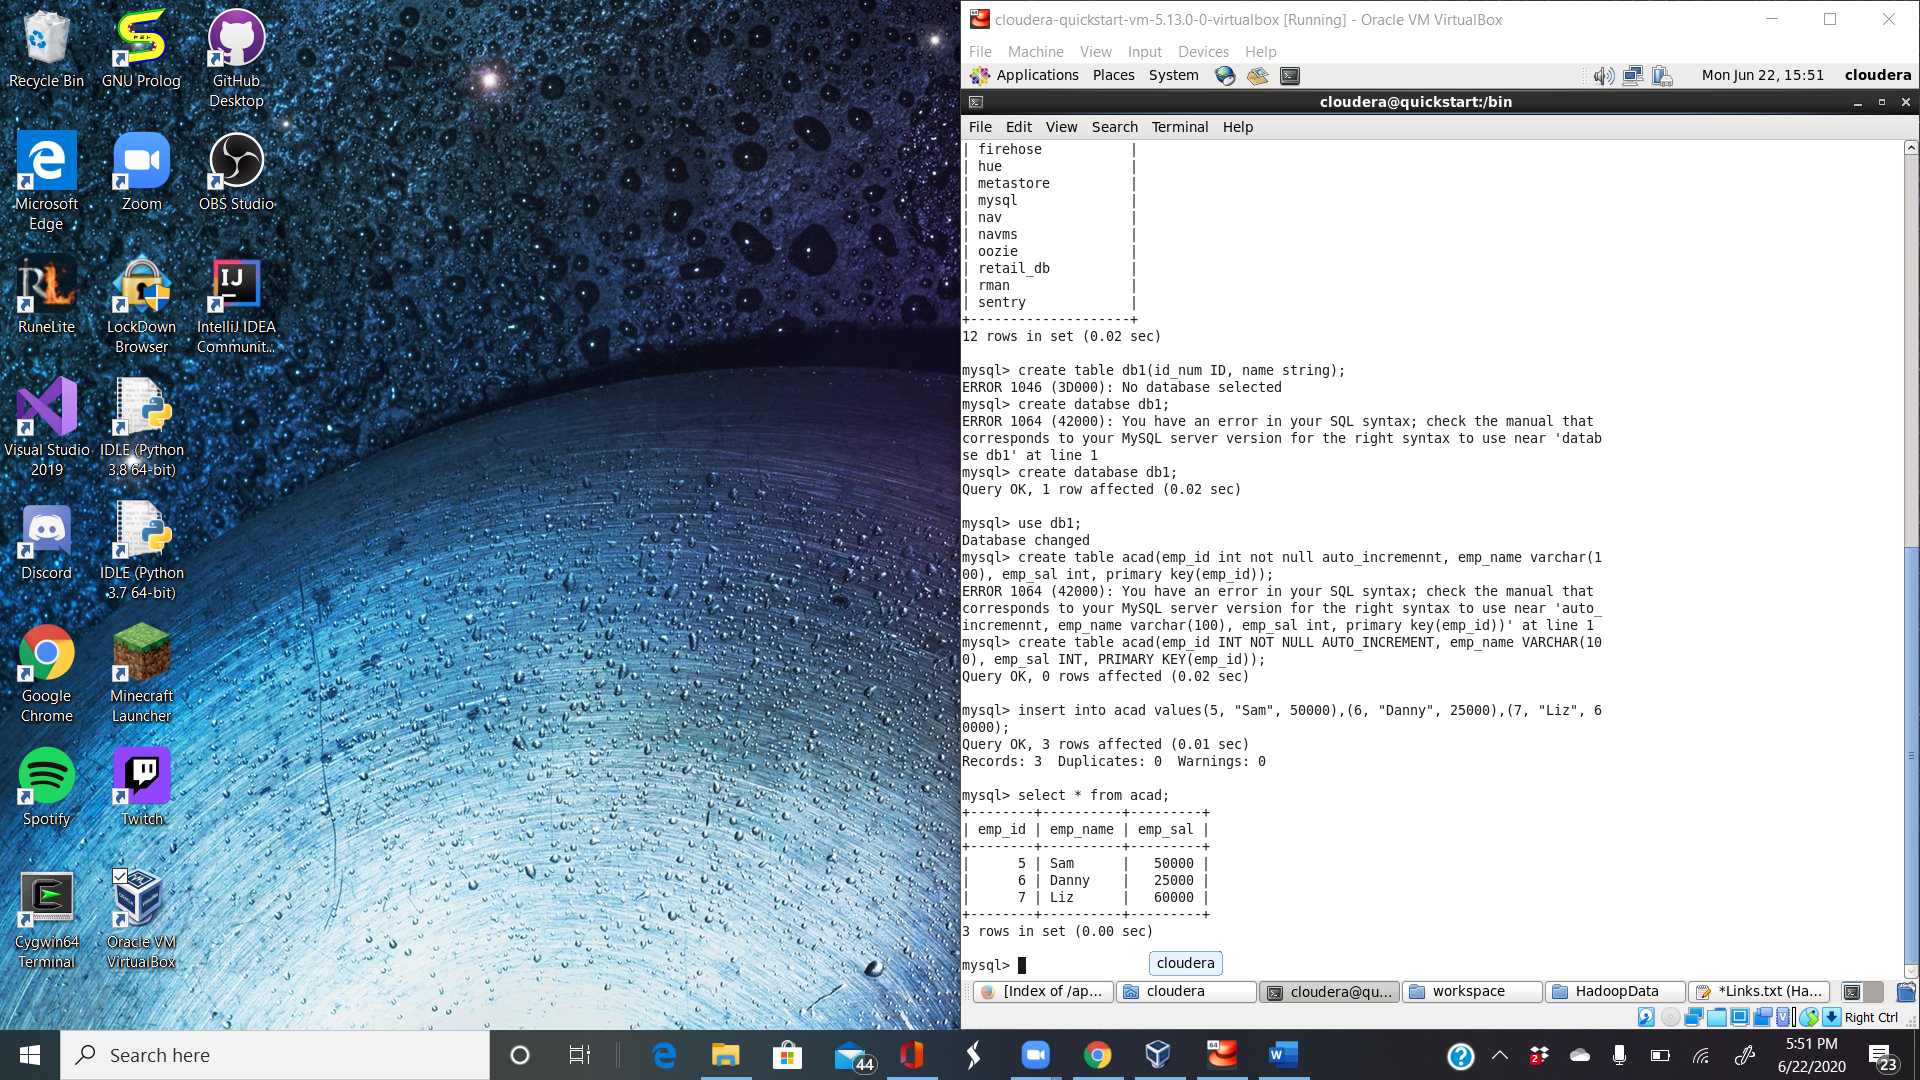 Recycle Bin
GNU Prolog
GitHub
Desktop
Microsoft
Edge
Zoom
OBS Studio
RuneLite
LockDown
Browser
IntelliJ IDEA
Communit...
Visual Studio
2019
IDLE (Python
3.8 64-bit)
Discord
IDLE (Python
3.7 64-bit)
Google
Chrome
Minecraft
Launcher
Spotify
Twitch
Cygwin64
Terminal
Oracle VM
VirtualBox
cloudera-quickstart-vm-5.13.0-0-virtualbox [Running] - Oracle VM VirtualBox
File Machine View Input Devices Help
Applications Places System Mon Jun 22, 15:51 cloudera
cloudera@quickstart:/bin
File Edit View Search Terminal Help
| firehose |
| hue |
| metastore |
| mysql |
| nav |
| navms |
| oozie |
| retail_db |
| rman |
| sentry |
+--------------------+
12 rows in set (0.02 sec)
mysql> create table db1(id_num ID, name string);
ERROR 1046 (3D000): No database selected
mysql> create databse db1;
ERROR 1064 (42000): You have an error in your SQL syntax; check the manual that
corresponds to your MySQL server version for the right syntax to use near 'datab
se db1' at line 1
mysql> create database db1;
Query OK, 1 row affected (0.02 sec)
mysql> use db1;
Database changed
mysql> create table acad(emp_id int not null auto_incremennt, emp_name varchar(1
00), emp_sal int, primary key(emp_id));
ERROR 1064 (42000): You have an error in your SQL syntax; check the manual that
corresponds to your MySQL server version for the right syntax to use near 'auto_
incremennt, emp_name varchar(100), emp_sal int, primary key(emp_id))' at line 1
mysql> create table acad(emp_id INT NOT NULL AUTO_INCREMENT, emp_name VARCHAR(10
0), emp_sal INT, PRIMARY KEY(emp_id));
Query OK, 0 rows affected (0.02 sec)
mysql> insert into acad values(5, "Sam", 50000),(6, "Danny", 25000),(7, "Liz", 6
0000);
Query OK, 3 rows affected (0.01 sec)
Records: 3  Duplicates: 0  Warnings: 0
mysql> select * from acad;
+--------+----------+---------+
| emp_id | emp_name | emp_sal |
+--------+----------+---------+
|      5 | Sam      |   50000 |
|      6 | Danny    |   25000 |
|      7 | Liz      |   60000 |
+--------+----------+---------+
3 rows in set (0.00 sec)
mysql>
cloudera
[Index of /ap... cloudera cloudera@qu... workspace HadoopData *Links.txt (Ha...
Right Ctrl
Search here
44
64
2
5:51 PM
6/22/2020
23